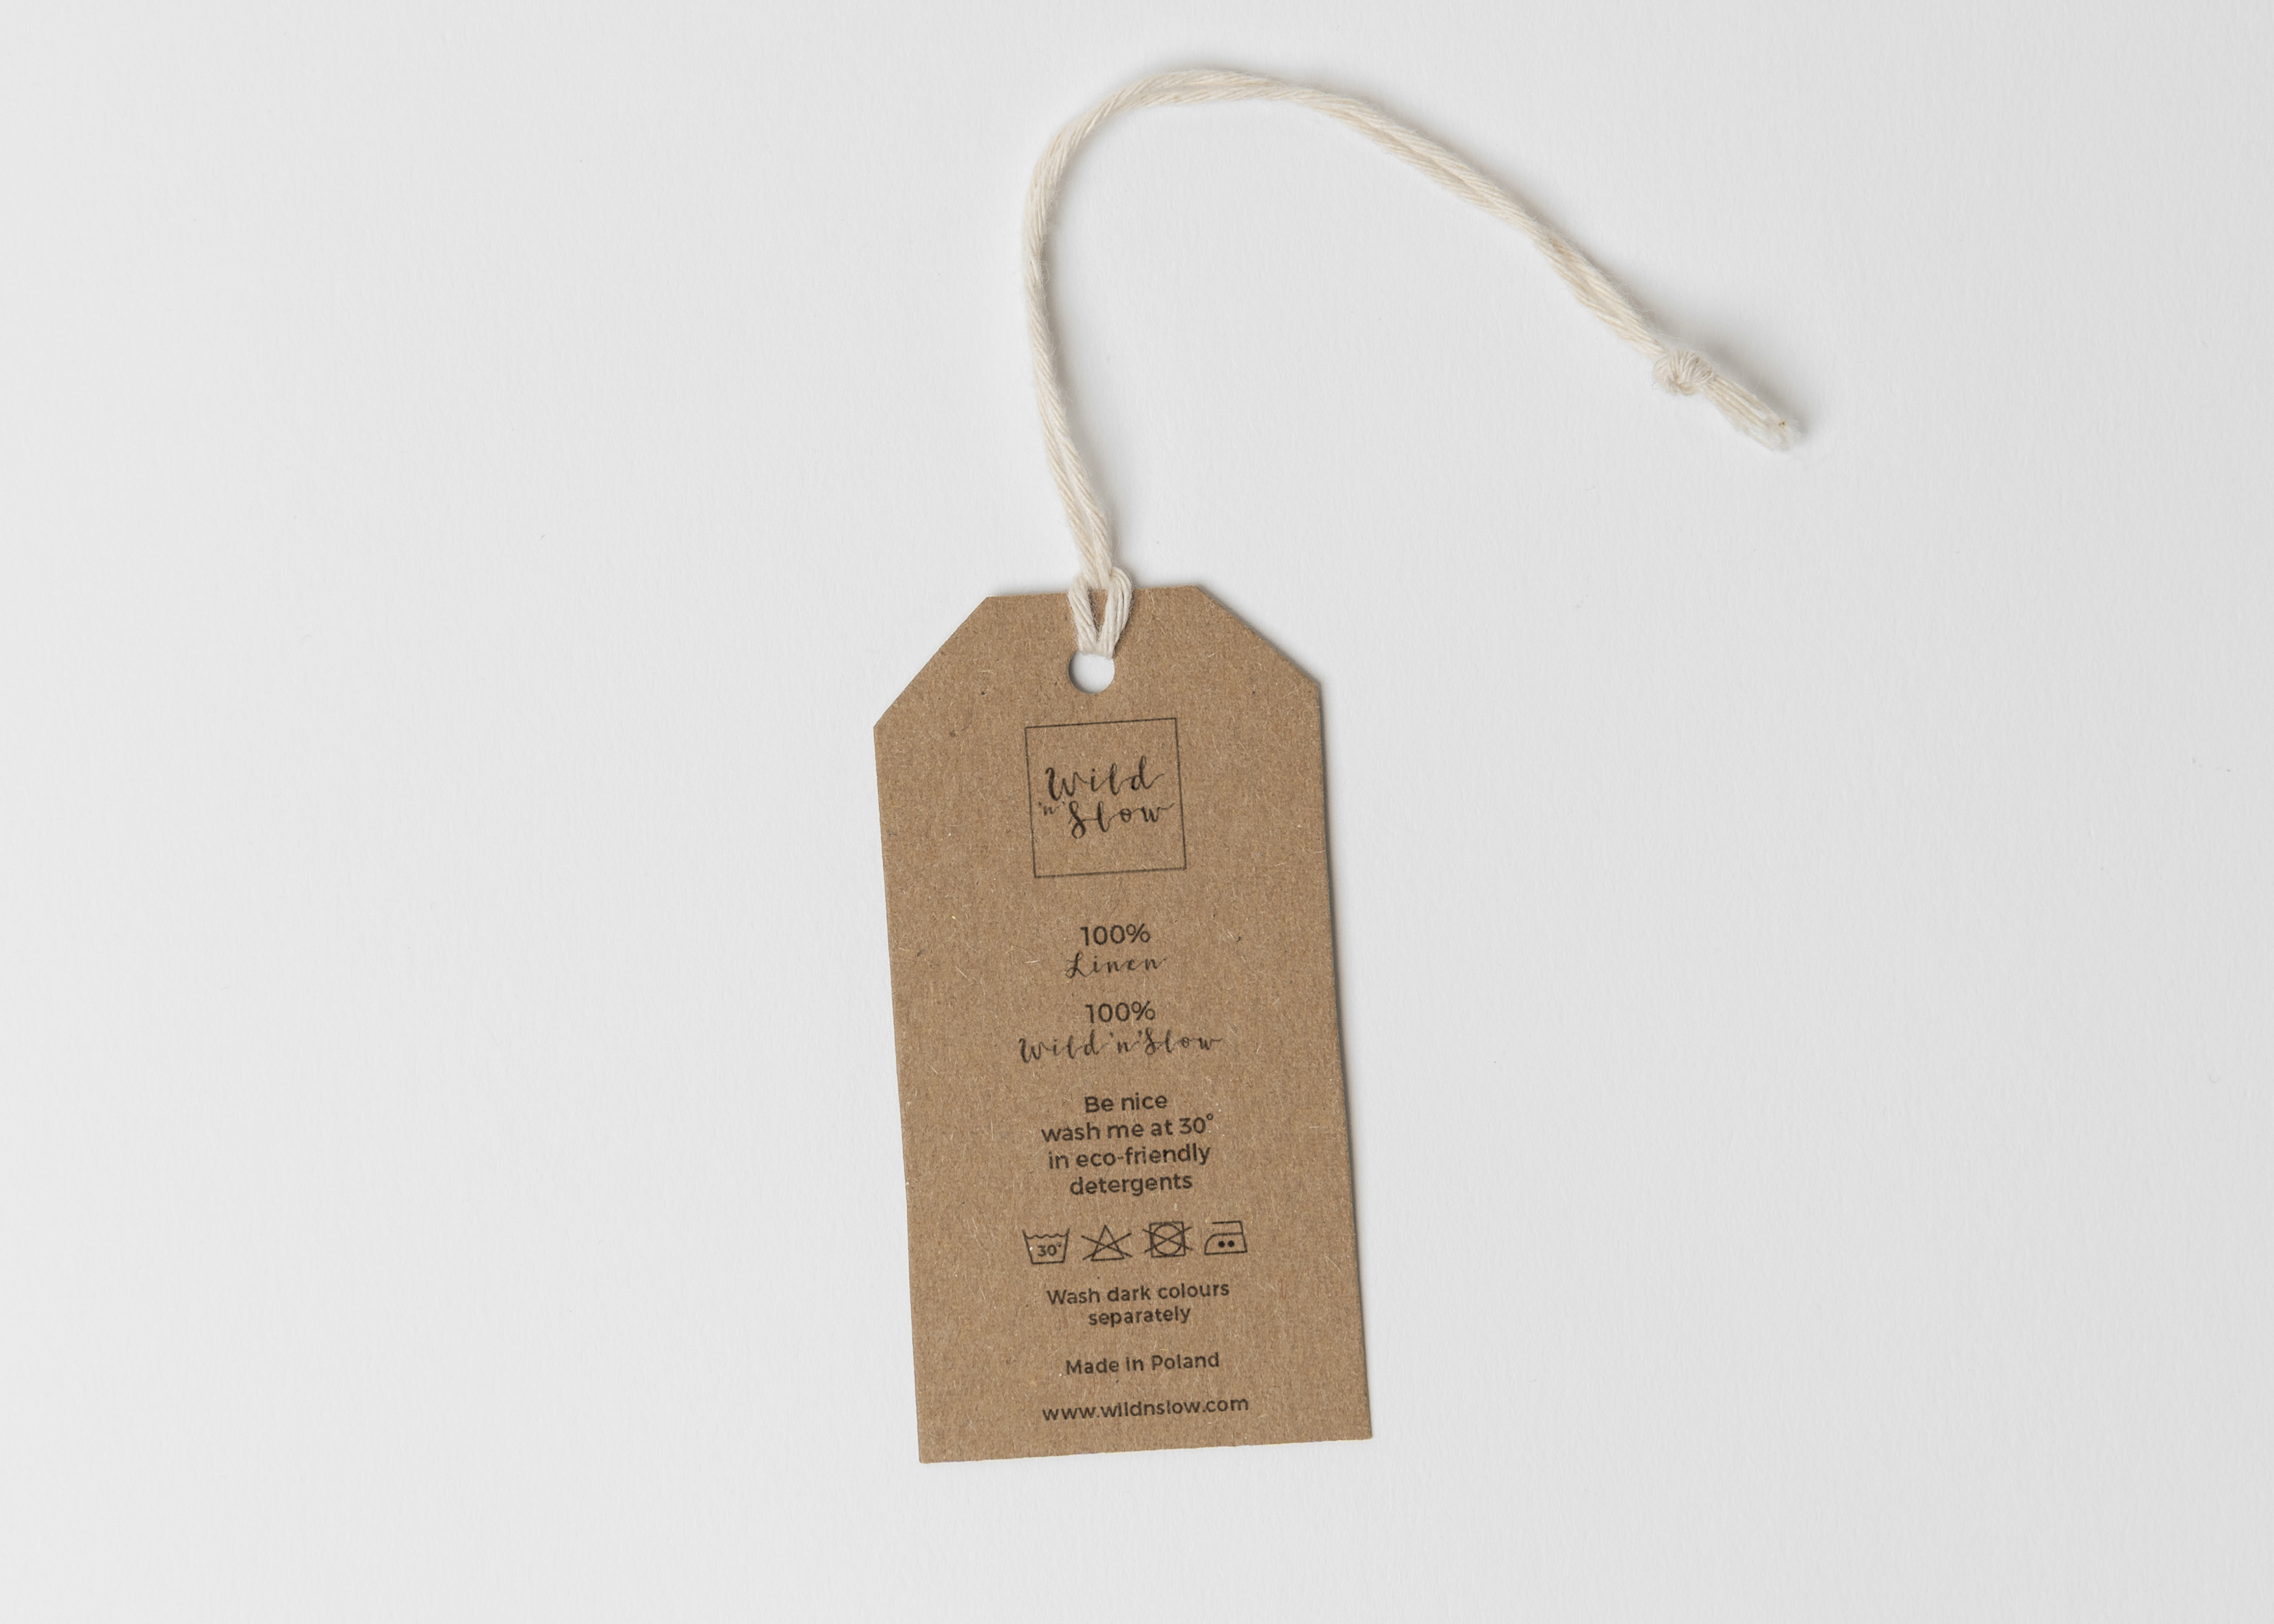 Wild
'n' Slow
100%
Linen
100%
Wild 'n' Slow
Be nice
wash me at 30°
in eco-friendly
detergents
30°
Wash dark colours
separately
Made in Poland
www.wildnslow.com